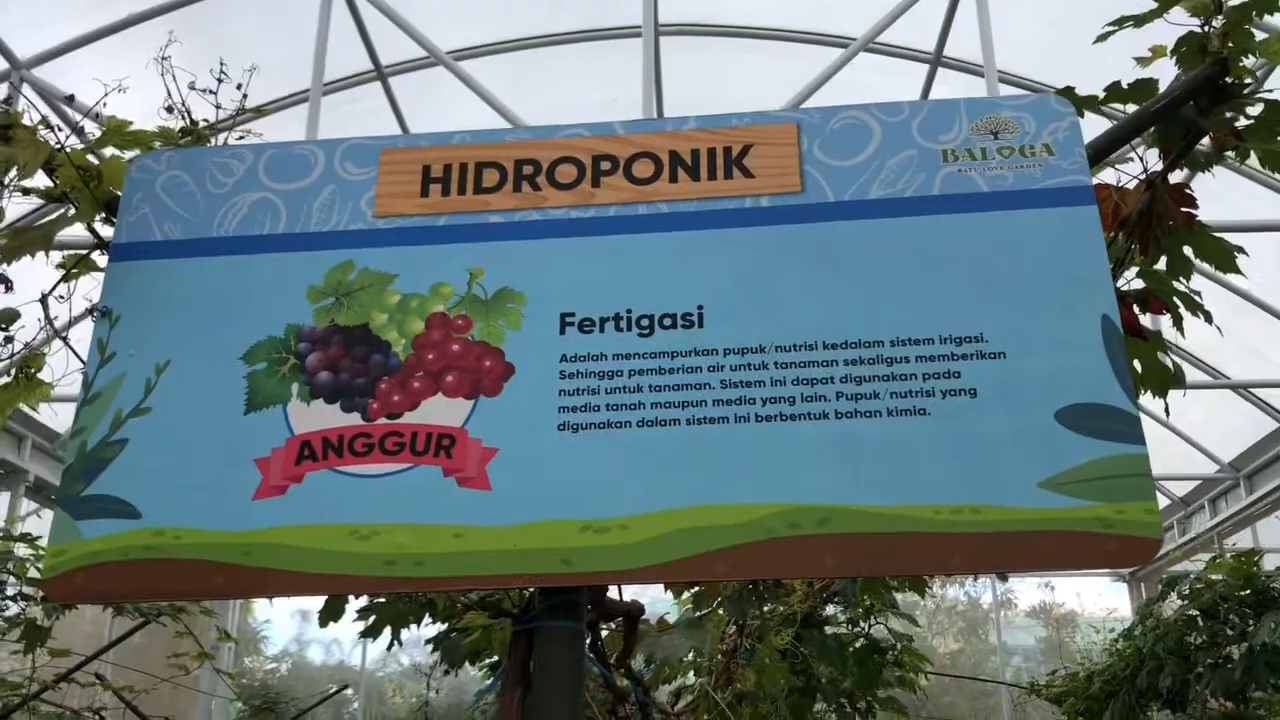 HIDROPONIK
BALOGA
BATU LOVE GARDEN
ANGGUR
Fertigasi
Adalah mencampurkan pupuk/nutrisi kedalam sistem irigasi.
Sehingga pemberian air untuk tanaman sekaligus memberikan
nutrisi untuk tanaman. Sistem ini dapat digunakan pada
media tanah maupun media yang lain. Pupuk/nutrisi yang
digunakan dalam sistem ini berbentuk bahan kimia.